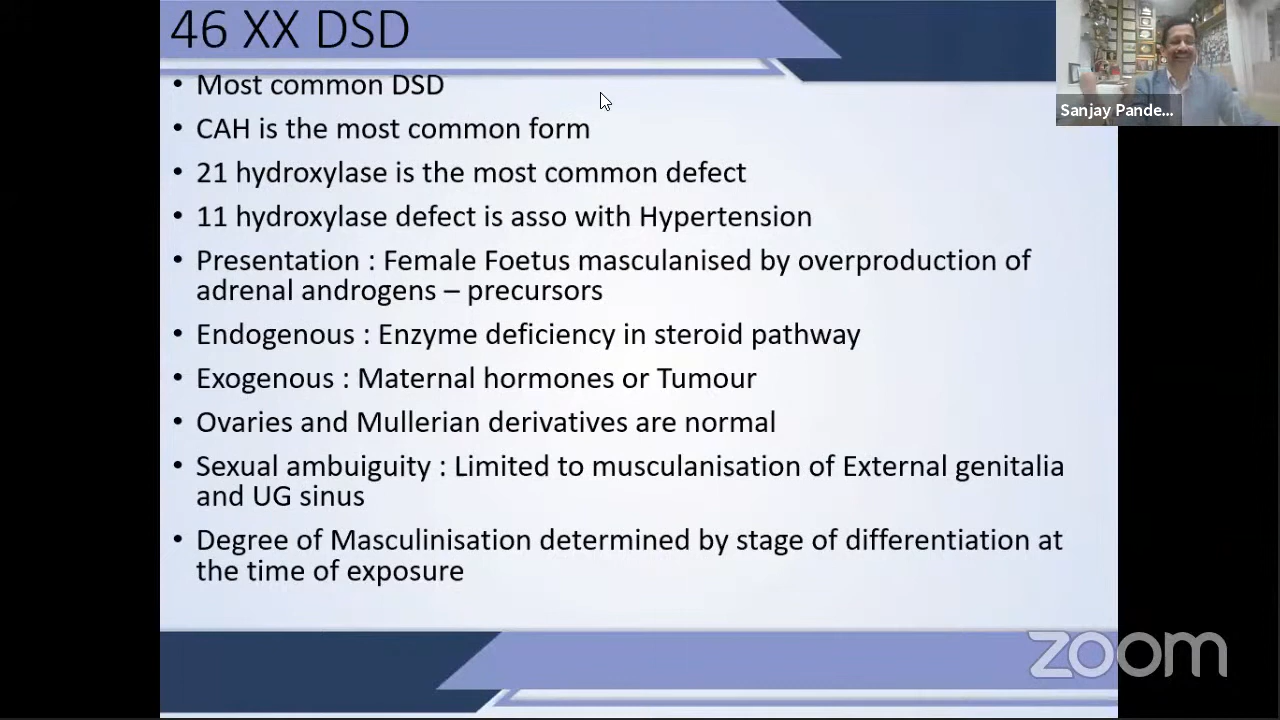 46 XX DSD
Sanjay Pande...
• Most common DSD
• CAH is the most common form
• 21 hydroxylase is the most common defect
• 11 hydroxylase defect is asso with Hypertension
• Presentation : Female Foetus masculanised by overproduction of
adrenal androgens – precursors
• Endogenous : Enzyme deficiency in steroid pathway
• Exogenous : Maternal hormones or Tumour
• Ovaries and Mullerian derivatives are normal
• Sexual ambuiguity : Limited to musculanisation of External genitalia
and UG sinus
• Degree of Masculinisation determined by stage of differentiation at
the time of exposure
zoom